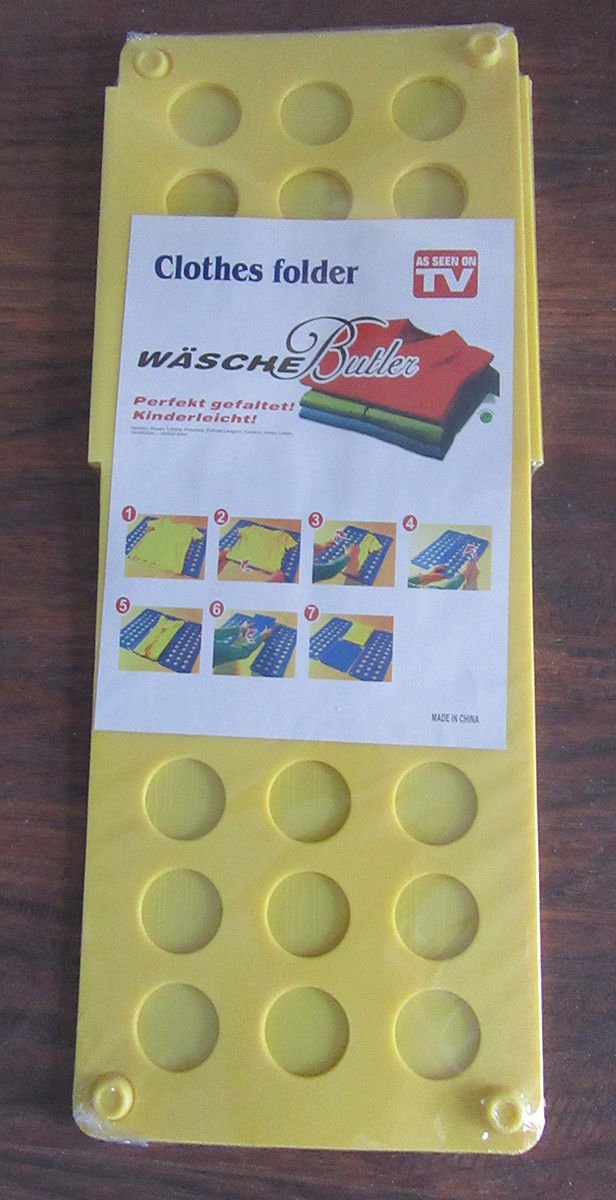 Clothes folder
AS SEEN ON
TV
WÄSCHE Butler
Perfekt gefaltet!
Kinderleicht!
1
2
3
4
5
6
7
MADE IN CHINA